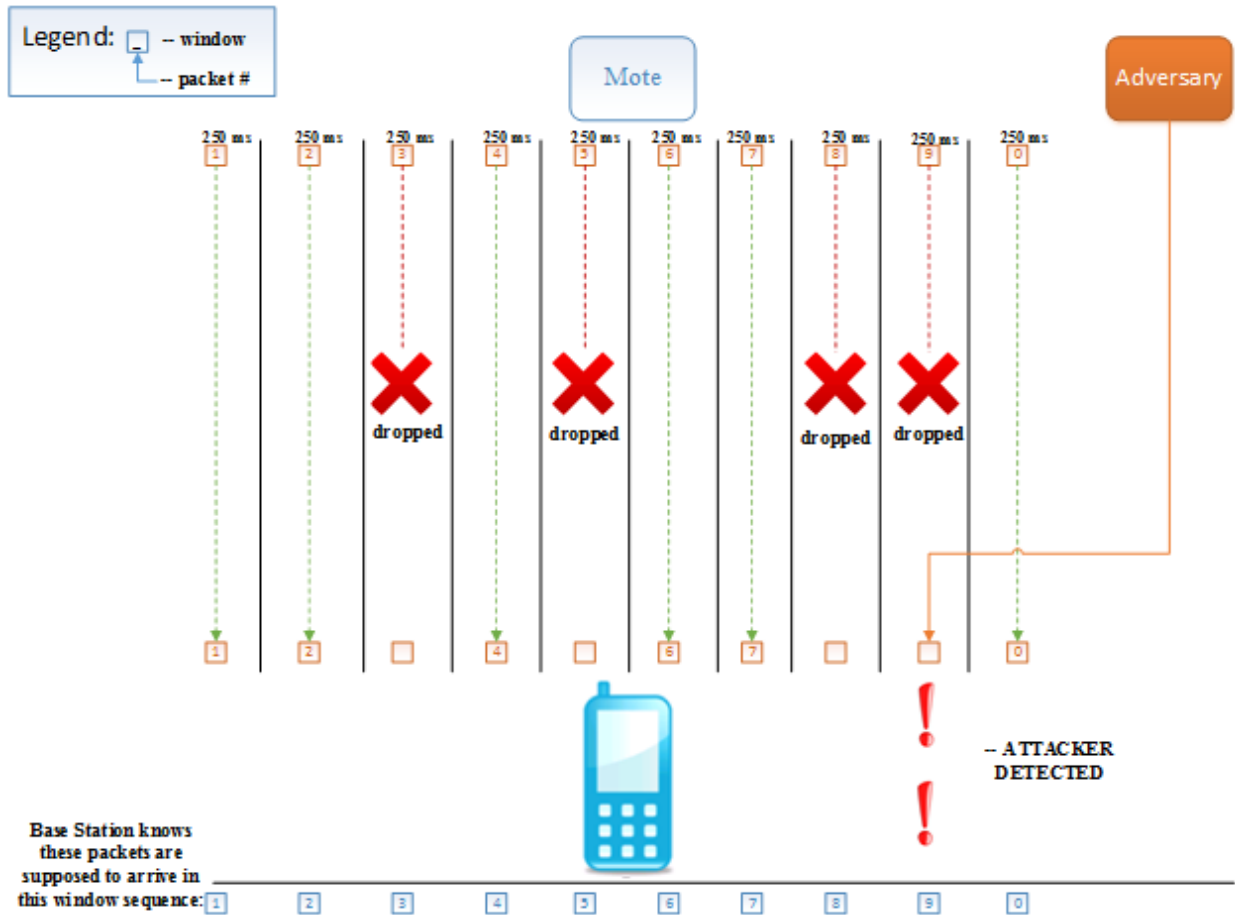 Legend: _ -- window
-- packet #
Mote
Adversary
250 ms 250 ms 250 ms 250 ms 250 ms 250 ms 250 ms 250 ms 250 ms 250 ms
1 2 3 4 5 6 7 8 9 0
dropped dropped dropped dropped
1 2 4 6 7 0
-- ATTACKER
DETECTED
Base Station knows
these packets are
supposed to arrive in
this window sequence:
1 2 3 4 5 6 7 8 9 0